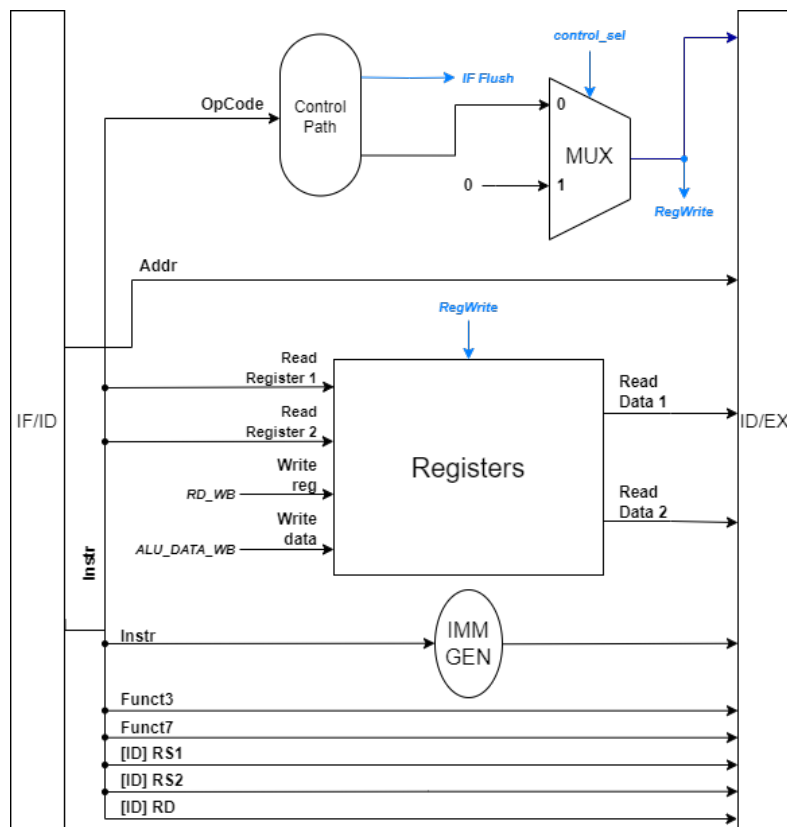 control_sel
IF Flush
OpCode
Control
Path
0
MUX
0
1
RegWrite
Addr
RegWrite
Read
Register 1
Read
Data 1
IF/ID
ID/EX
Read
Register 2
Registers
Write
reg
RD_WB
Read
Data 2
Write
data
ALU_DATA_WB
Instr
Instr
IMM
GEN
Funct3
Funct7
[ID] RS1
[ID] RS2
[ID] RD